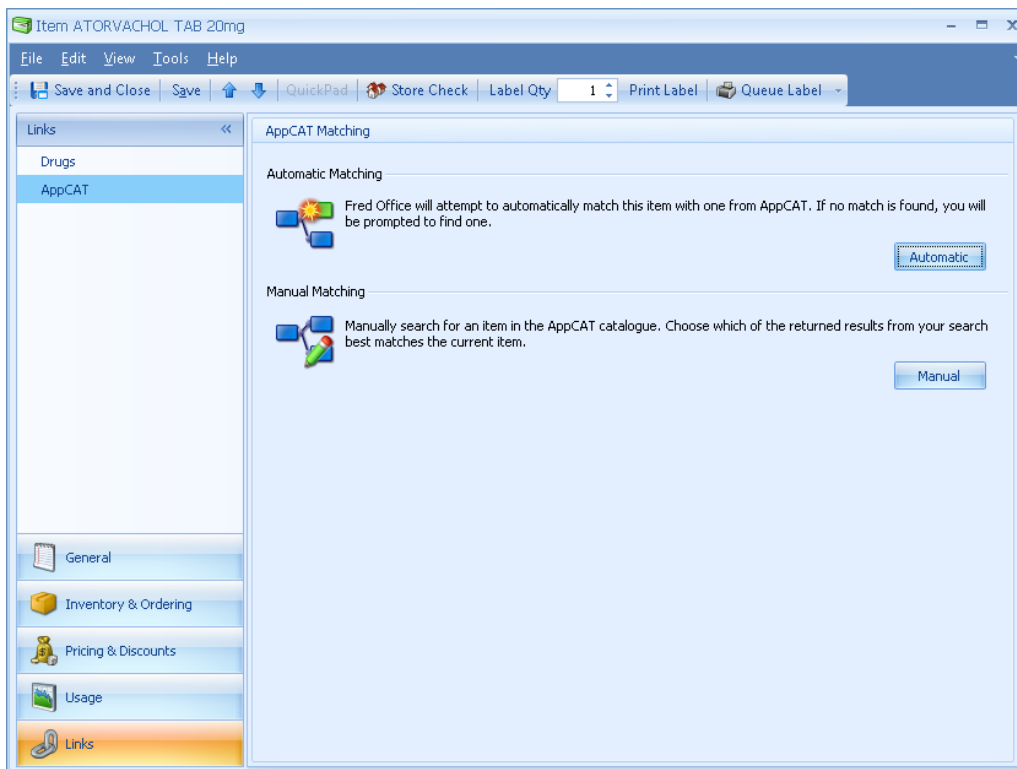 Item ATORVACHOL TAB 20mg
File Edit View Tools Help
Save and Close Save QuickPad Store Check Label Qty 1 Print Label Queue Label
Links «
AppCAT Matching
Drugs
AppCAT
Automatic Matching
Fred Office will attempt to automatically match this item with one from AppCAT. If no match is found, you will
be prompted to find one.
Automatic
Manual Matching
Manually search for an item in the AppCAT catalogue. Choose which of the returned results from your search
best matches the current item.
Manual
General
Inventory & Ordering
Pricing & Discounts
Usage
Links